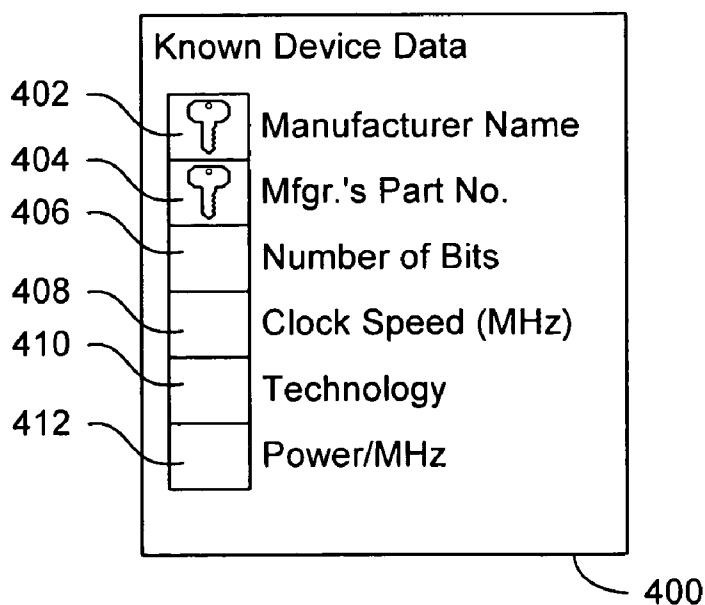 Known Device Data
402 Manufacturer Name
404 Mfgr.'s Part No.
406 Number of Bits
408 Clock Speed (MHz)
410 Technology
412 Power/MHz
400